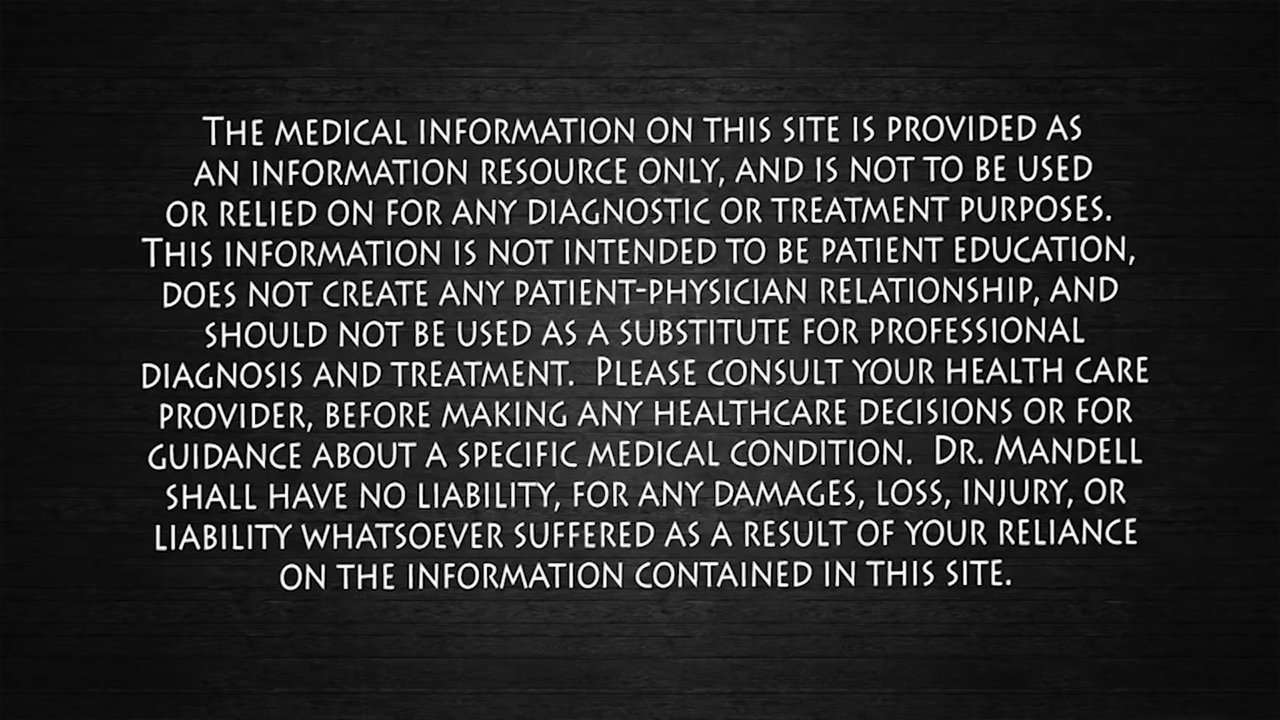 The medical information on this site is provided as
an information resource only, and is not to be used
or relied on for any diagnostic or treatment purposes.
This information is not intended to be patient education,
does not create any patient-physician relationship, and
should not be used as a substitute for professional
diagnosis and treatment.  Please consult your health care
provider, before making any healthcare decisions or for
guidance about a specific medical condition.  Dr. Mandell
shall have no liability, for any damages, loss, injury, or
liability whatsoever suffered as a result of your reliance
on the information contained in this site.